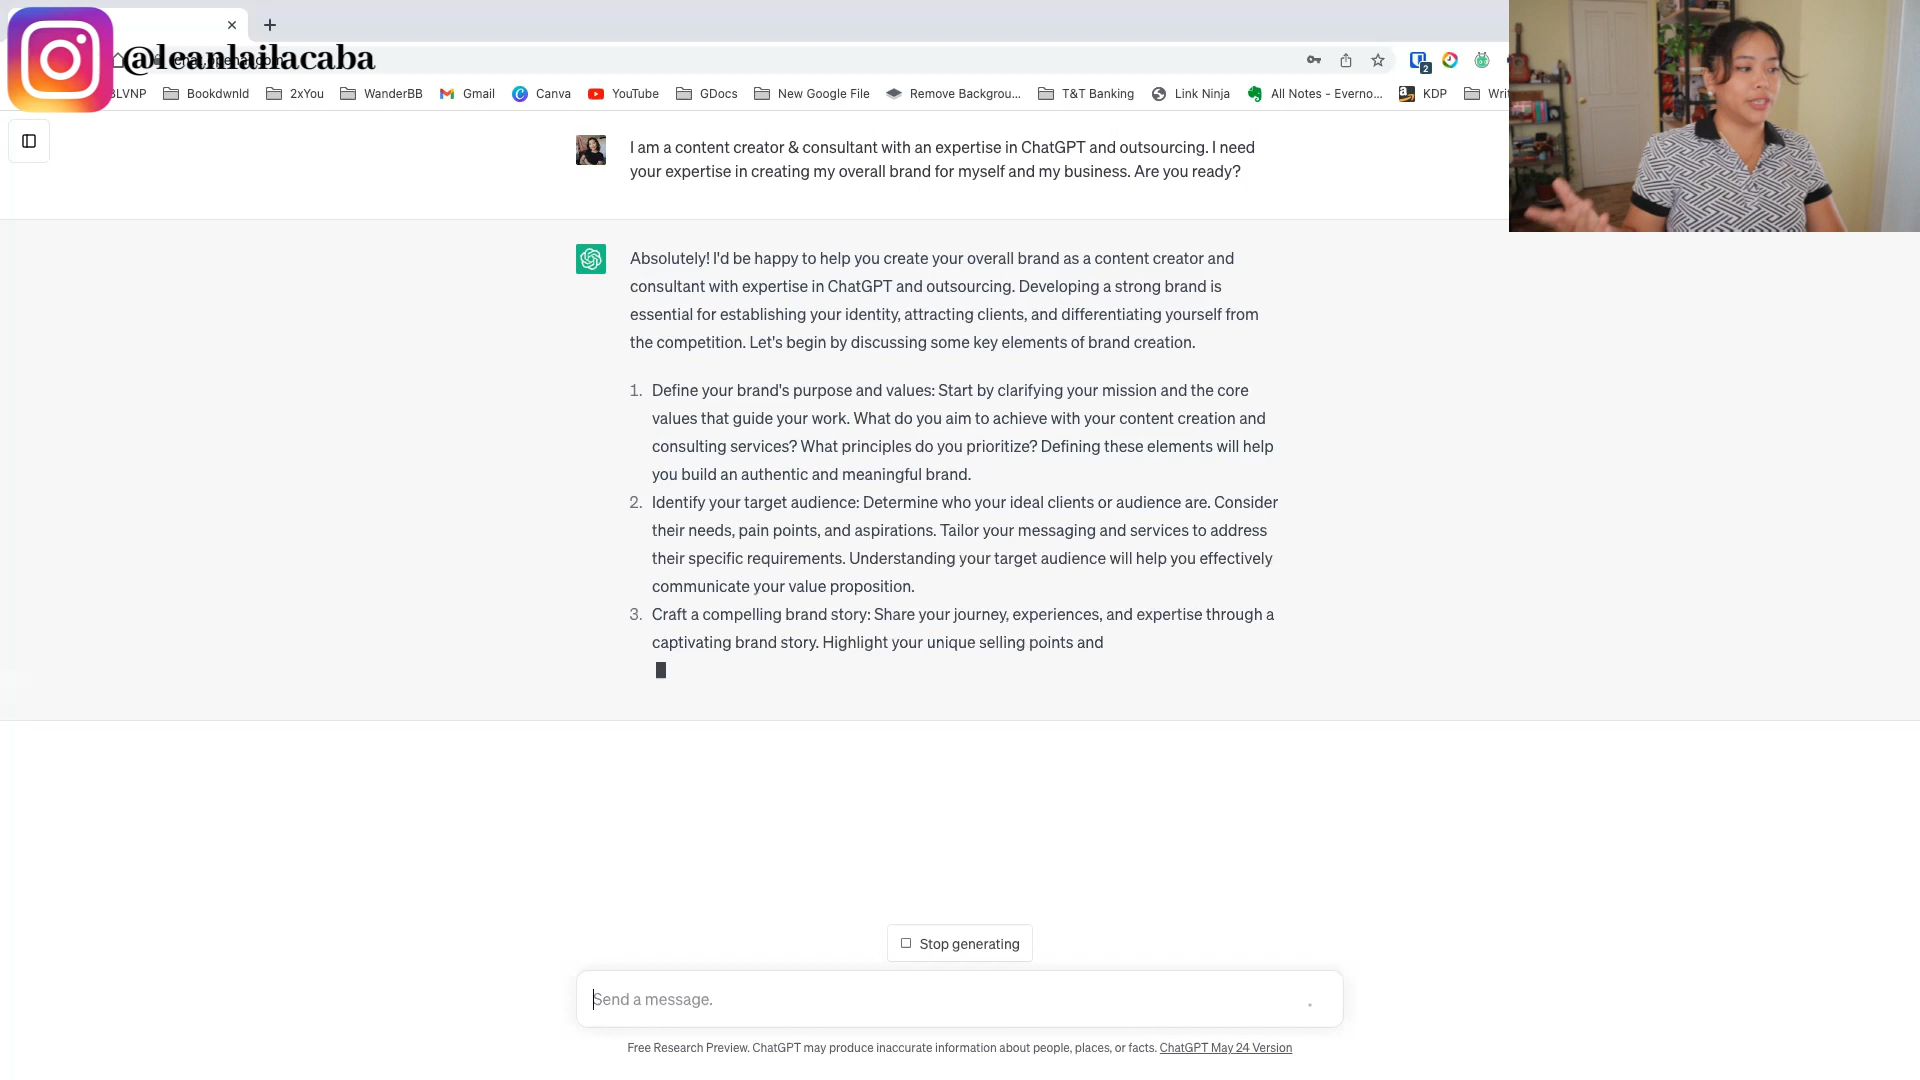 @leanlailacaba
BLVNP
Bookdwnld
2xYou
WanderBB
Gmail
Canva
YouTube
GDocs
New Google File
Remove Backgrou...
T&T Banking
Link Ninja
All Notes - Everno...
KDP
2
I am a content creator & consultant with an expertise in ChatGPT and outsourcing. I need
your expertise in creating my overall brand for myself and my business. Are you ready?
Absolutely! I'd be happy to help you create your overall brand as a content creator and
consultant with expertise in ChatGPT and outsourcing. Developing a strong brand is
essential for establishing your identity, attracting clients, and differentiating yourself from
the competition. Let's begin by discussing some key elements of brand creation.
1. Define your brand's purpose and values: Start by clarifying your mission and the core
values that guide your work. What do you aim to achieve with your content creation and
consulting services? What principles do you prioritize? Defining these elements will help
you build an authentic and meaningful brand.
2. Identify your target audience: Determine who your ideal clients or audience are. Consider
their needs, pain points, and aspirations. Tailor your messaging and services to address
their specific requirements. Understanding your target audience will help you effectively
communicate your value proposition.
3. Craft a compelling brand story: Share your journey, experiences, and expertise through a
captivating brand story. Highlight your unique selling points and
Stop generating
Send a message.
Free Research Preview. ChatGPT may produce inaccurate information about people, places, or facts. ChatGPT May 24 Version